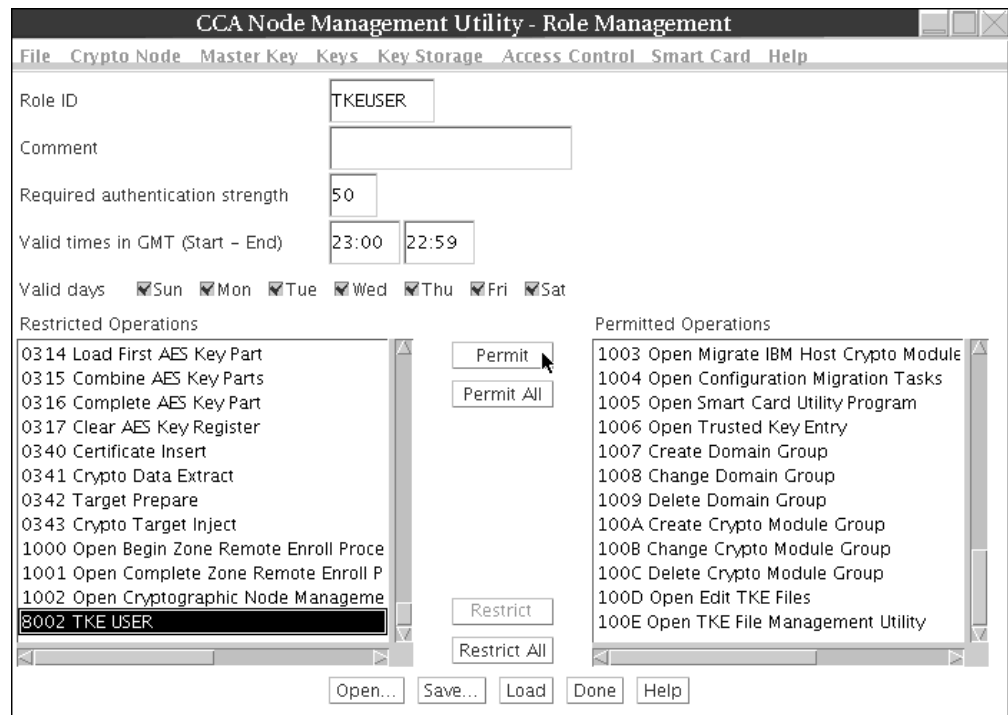 CCA Node Management Utility - Role Management
File Crypto Node Master Key Keys Key Storage Access Control Smart Card Help
Role ID TKEUSER
Comment
Required authentication strength 50
Valid times in GMT (Start - End) 23:00 22:59
Valid days Sun Mon Tue Wed Thu Fri Sat
Restricted Operations
0314 Load First AES Key Part
0315 Combine AES Key Parts
0316 Complete AES Key Part
0317 Clear AES Key Register
0340 Certificate Insert
0341 Crypto Data Extract
0342 Target Prepare
0343 Crypto Target Inject
1000 Open Begin Zone Remote Enroll Proce
1001 Open Complete Zone Remote Enroll P
1002 Open Cryptographic Node Manageme
8002 TKE USER
Permit
Permit All
Restrict
Restrict All
Permitted Operations
1003 Open Migrate IBM Host Crypto Module
1004 Open Configuration Migration Tasks
1005 Open Smart Card Utility Program
1006 Open Trusted Key Entry
1007 Create Domain Group
1008 Change Domain Group
1009 Delete Domain Group
100A Create Crypto Module Group
100B Change Crypto Module Group
100C Delete Crypto Module Group
100D Open Edit TKE Files
100E Open TKE File Management Utility
Open... Save... Load Done Help